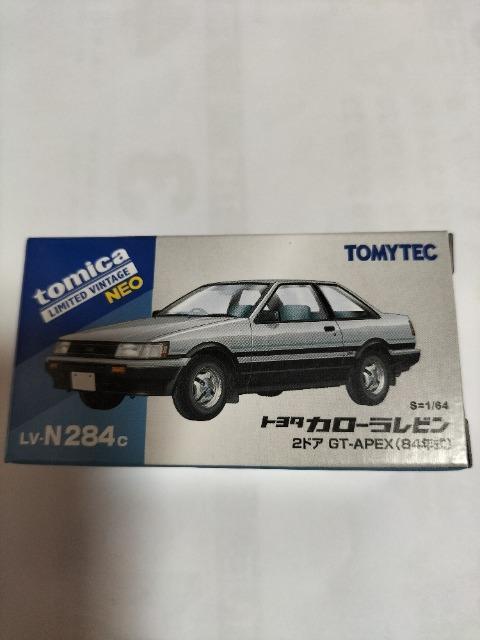 tomica
LIMITED VINTAGE
NEO
TOMYTEC
S=1/64
トヨタ カローラレビン
2ドア GT-APEX(84年式)
LV-N284c